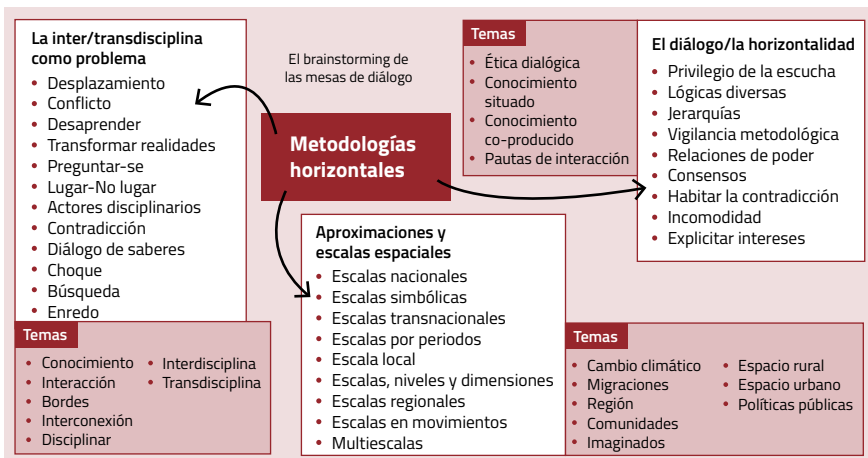 La inter/transdisciplina
como problema
• Desplazamiento
• Conflicto
• Desaprender
• Transformar realidades
• Preguntar-se
• Lugar-No lugar
• Actores disciplinarios
• Contradicción
• Diálogo de saberes
• Choque
• Búsqueda
• Enredo
Temas
• Conocimiento
• Interacción
• Bordes
• Interconexión
• Disciplinar
• Interdisciplina
• Transdisciplina
El brainstorming de
las mesas de diálogo
Metodologías
horizontales
Aproximaciones y
escalas espaciales
• Escalas nacionales
• Escalas simbólicas
• Escalas transnacionales
• Escalas por periodos
• Escala local
• Escalas, niveles y dimensiones
• Escalas regionales
• Escalas en movimientos
• Multiescalas
Temas
• Ética dialógica
• Conocimiento
situado
• Conocimiento
co-producido
• Pautas de interacción
El diálogo/la horizontalidad
• Privilegio de la escucha
• Lógicas diversas
• Jerarquías
• Vigilancia metodológica
• Relaciones de poder
• Consensos
• Habitar la contradicción
• Incomodidad
• Explicitar intereses
Temas
• Cambio climático
• Migraciones
• Región
• Comunidades
• Imaginados
• Espacio rural
• Espacio urbano
• Políticas públicas